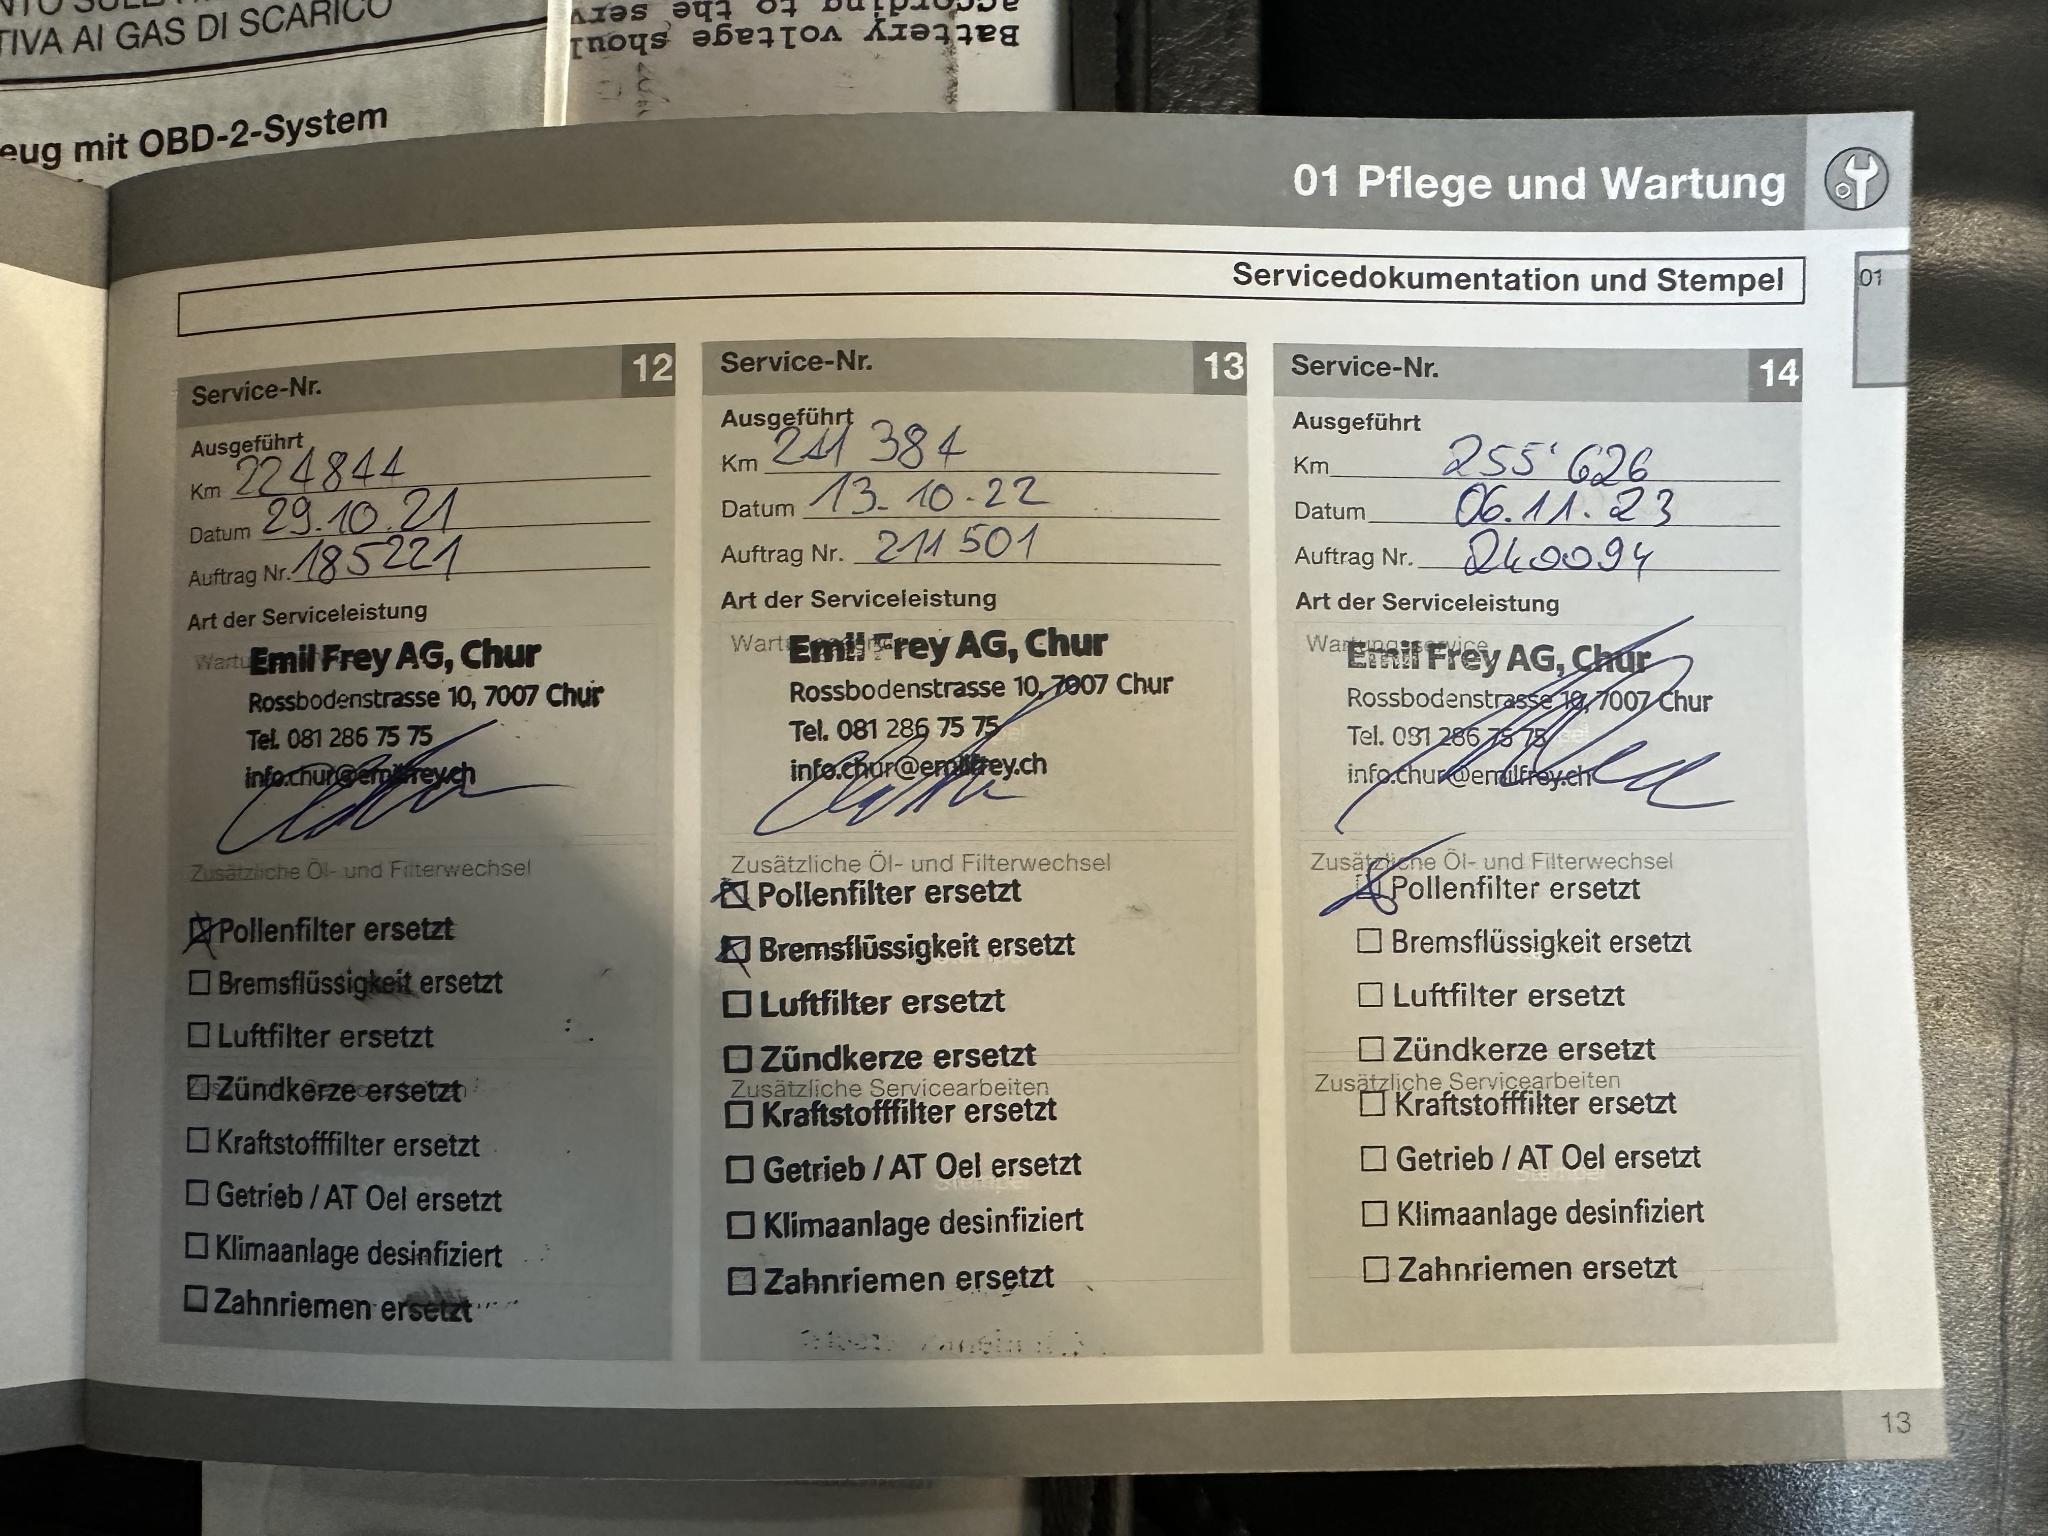 TIVA AI GAS DI SCARICO
eug mit OBD-2-System
according to the serv
Battery voltage shoul
01 Pflege und Wartung
Servicedokumentation und Stempel
01
Service-Nr. 12
Ausgeführt
Km 224844
Datum 29.10.21
Auftrag Nr. 185221
Art der Serviceleistung
Emil Frey AG, Chur
Rossbodenstrasse 10, 7007 Chur
Tel. 081 286 75 75
info.chur@emilfrey.ch
Zusätzliche Öl- und Filterwechsel
Pollenfilter ersetzt
Bremsflüssigkeit ersetzt
Luftfilter ersetzt
Zündkerze ersetzt
Kraftstofffilter ersetzt
Getrieb / AT Oel ersetzt
Klimaanlage desinfiziert
Zahnriemen ersetzt
Service-Nr. 13
Ausgeführt
Km 241 384
Datum 13.10.22
Auftrag Nr. 211501
Art der Serviceleistung
Emil Frey AG, Chur
Rossbodenstrasse 10, 7007 Chur
Tel. 081 286 75 75
info.chur@emilfrey.ch
Zusätzliche Öl- und Filterwechsel
Pollenfilter ersetzt
Bremsflüssigkeit ersetzt
Luftfilter ersetzt
Zündkerze ersetzt
Zusätzliche Servicearbeiten
Kraftstofffilter ersetzt
Getrieb / AT Oel ersetzt
Stempel
Klimaanlage desinfiziert
Zahnriemen ersetzt
Service-Nr. 14
Ausgeführt
Km 255'626
Datum 06.11.23
Auftrag Nr. 240094
Art der Serviceleistung
Wartungsservice
Emil Frey AG, Chur
Rossbodenstrasse 10, 7007 Chur
Tel. 081 286 75 75
info.chur@emilfrey.ch
Zusätzliche Öl- und Filterwechsel
Pollenfilter ersetzt
Bremsflüssigkeit ersetzt
Stempel
Luftfilter ersetzt
Zündkerze ersetzt
Zusätzliche Servicearbeiten
Kraftstofffilter ersetzt
Getrieb / AT Oel ersetzt
Stempel
Klimaanlage desinfiziert
Zahnriemen ersetzt
13